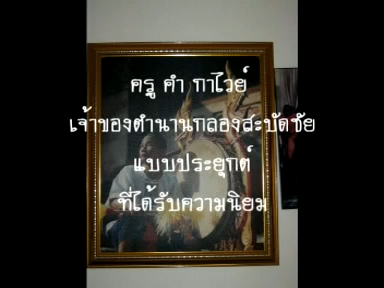 ครู คำ กาไวย์
เจ้าของตำนานกลองสะบัดชัย
แบบประยุกต์
ที่ได้รับความนิยม